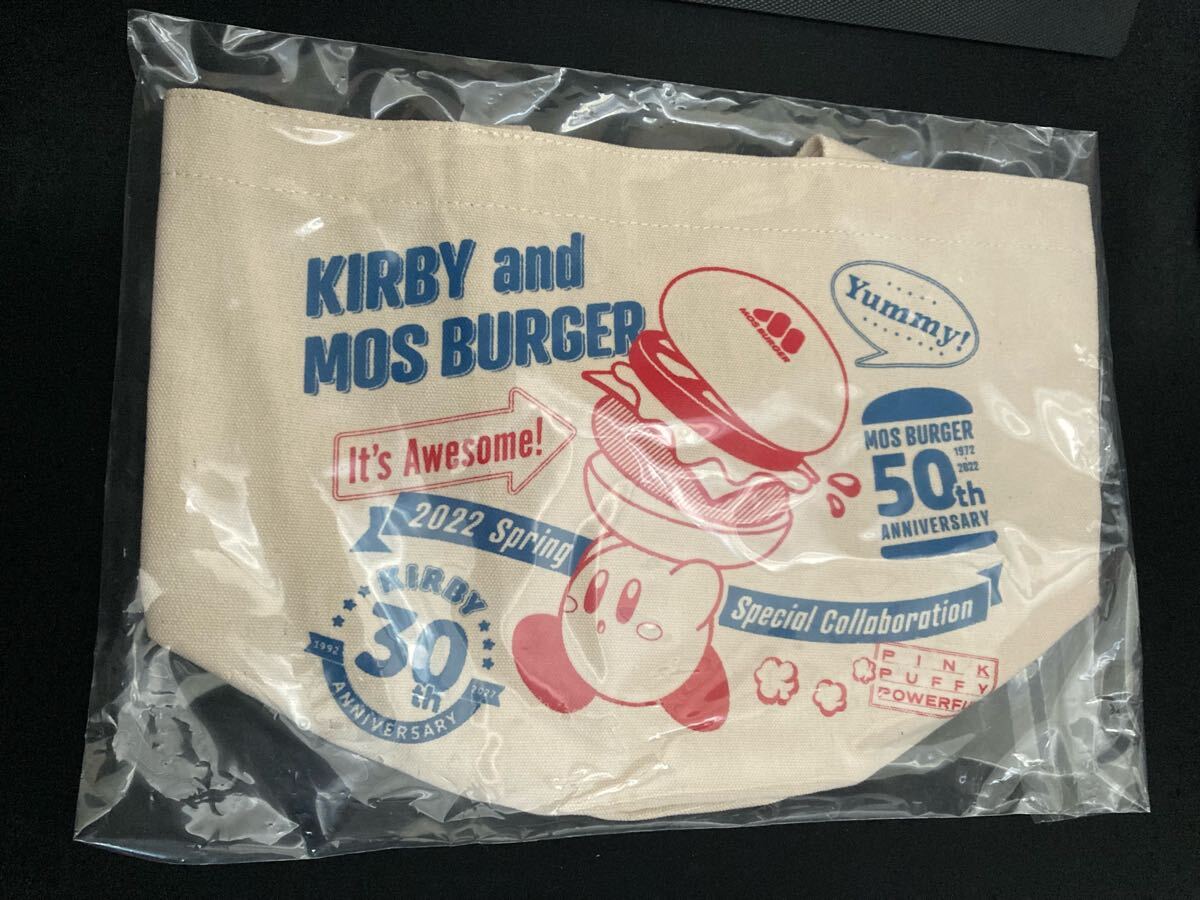 KIRBY and
MOS BURGER
It's Awesome!
2022 Spring
Special Collaboration
MOS BURGER
Yummy!
MOS BURGER
50th
1972
2022
ANNIVERSARY
KIRBY
30th
1992
2022
ANNIVERSARY
PINK
PUFFY